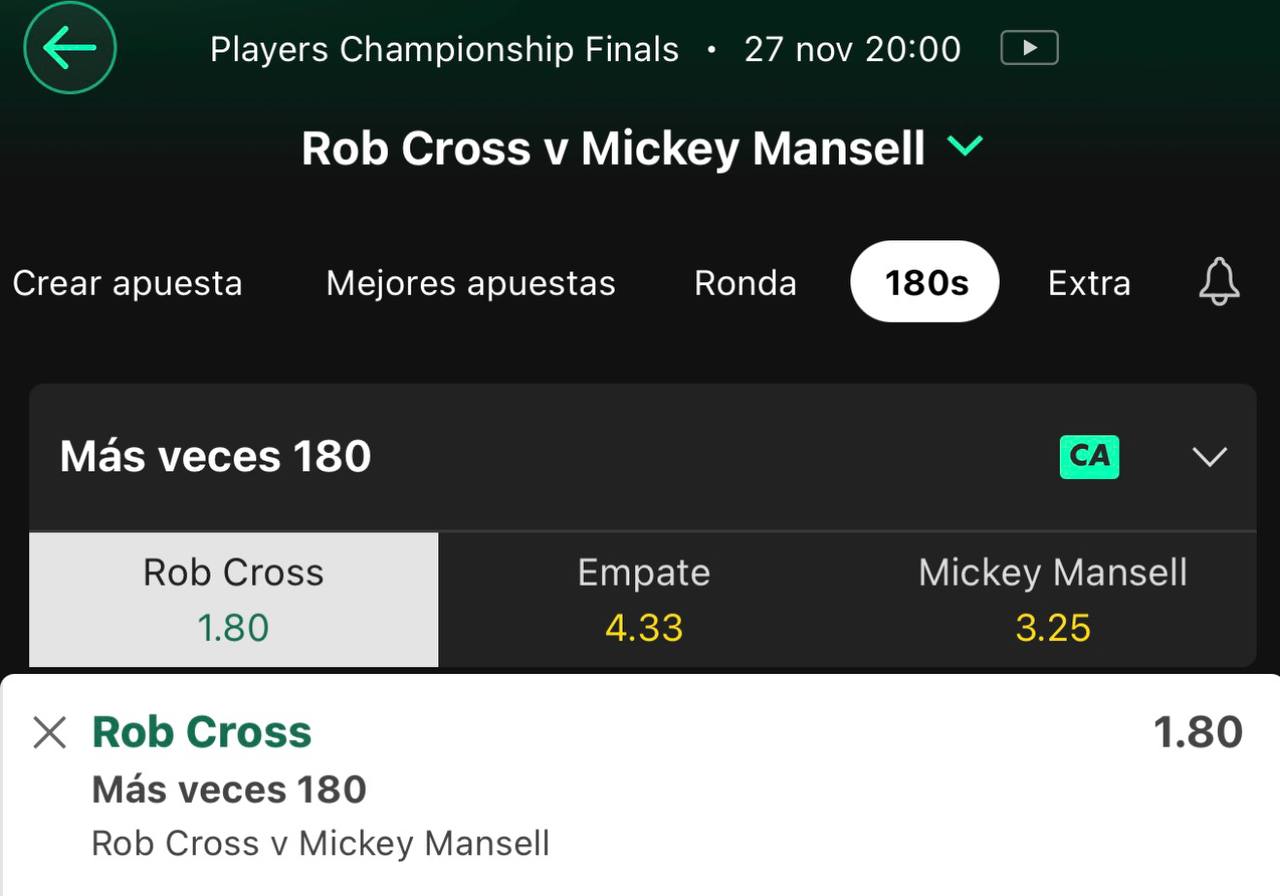 Players Championship Finals • 27 nov 20:00
Rob Cross v Mickey Mansell
Crear apuesta Mejores apuestas Ronda 180s Extra
Más veces 180 CA
Rob Cross Empate Mickey Mansell
1.80 4.33 3.25
Rob Cross 1.80
Más veces 180
Rob Cross v Mickey Mansell